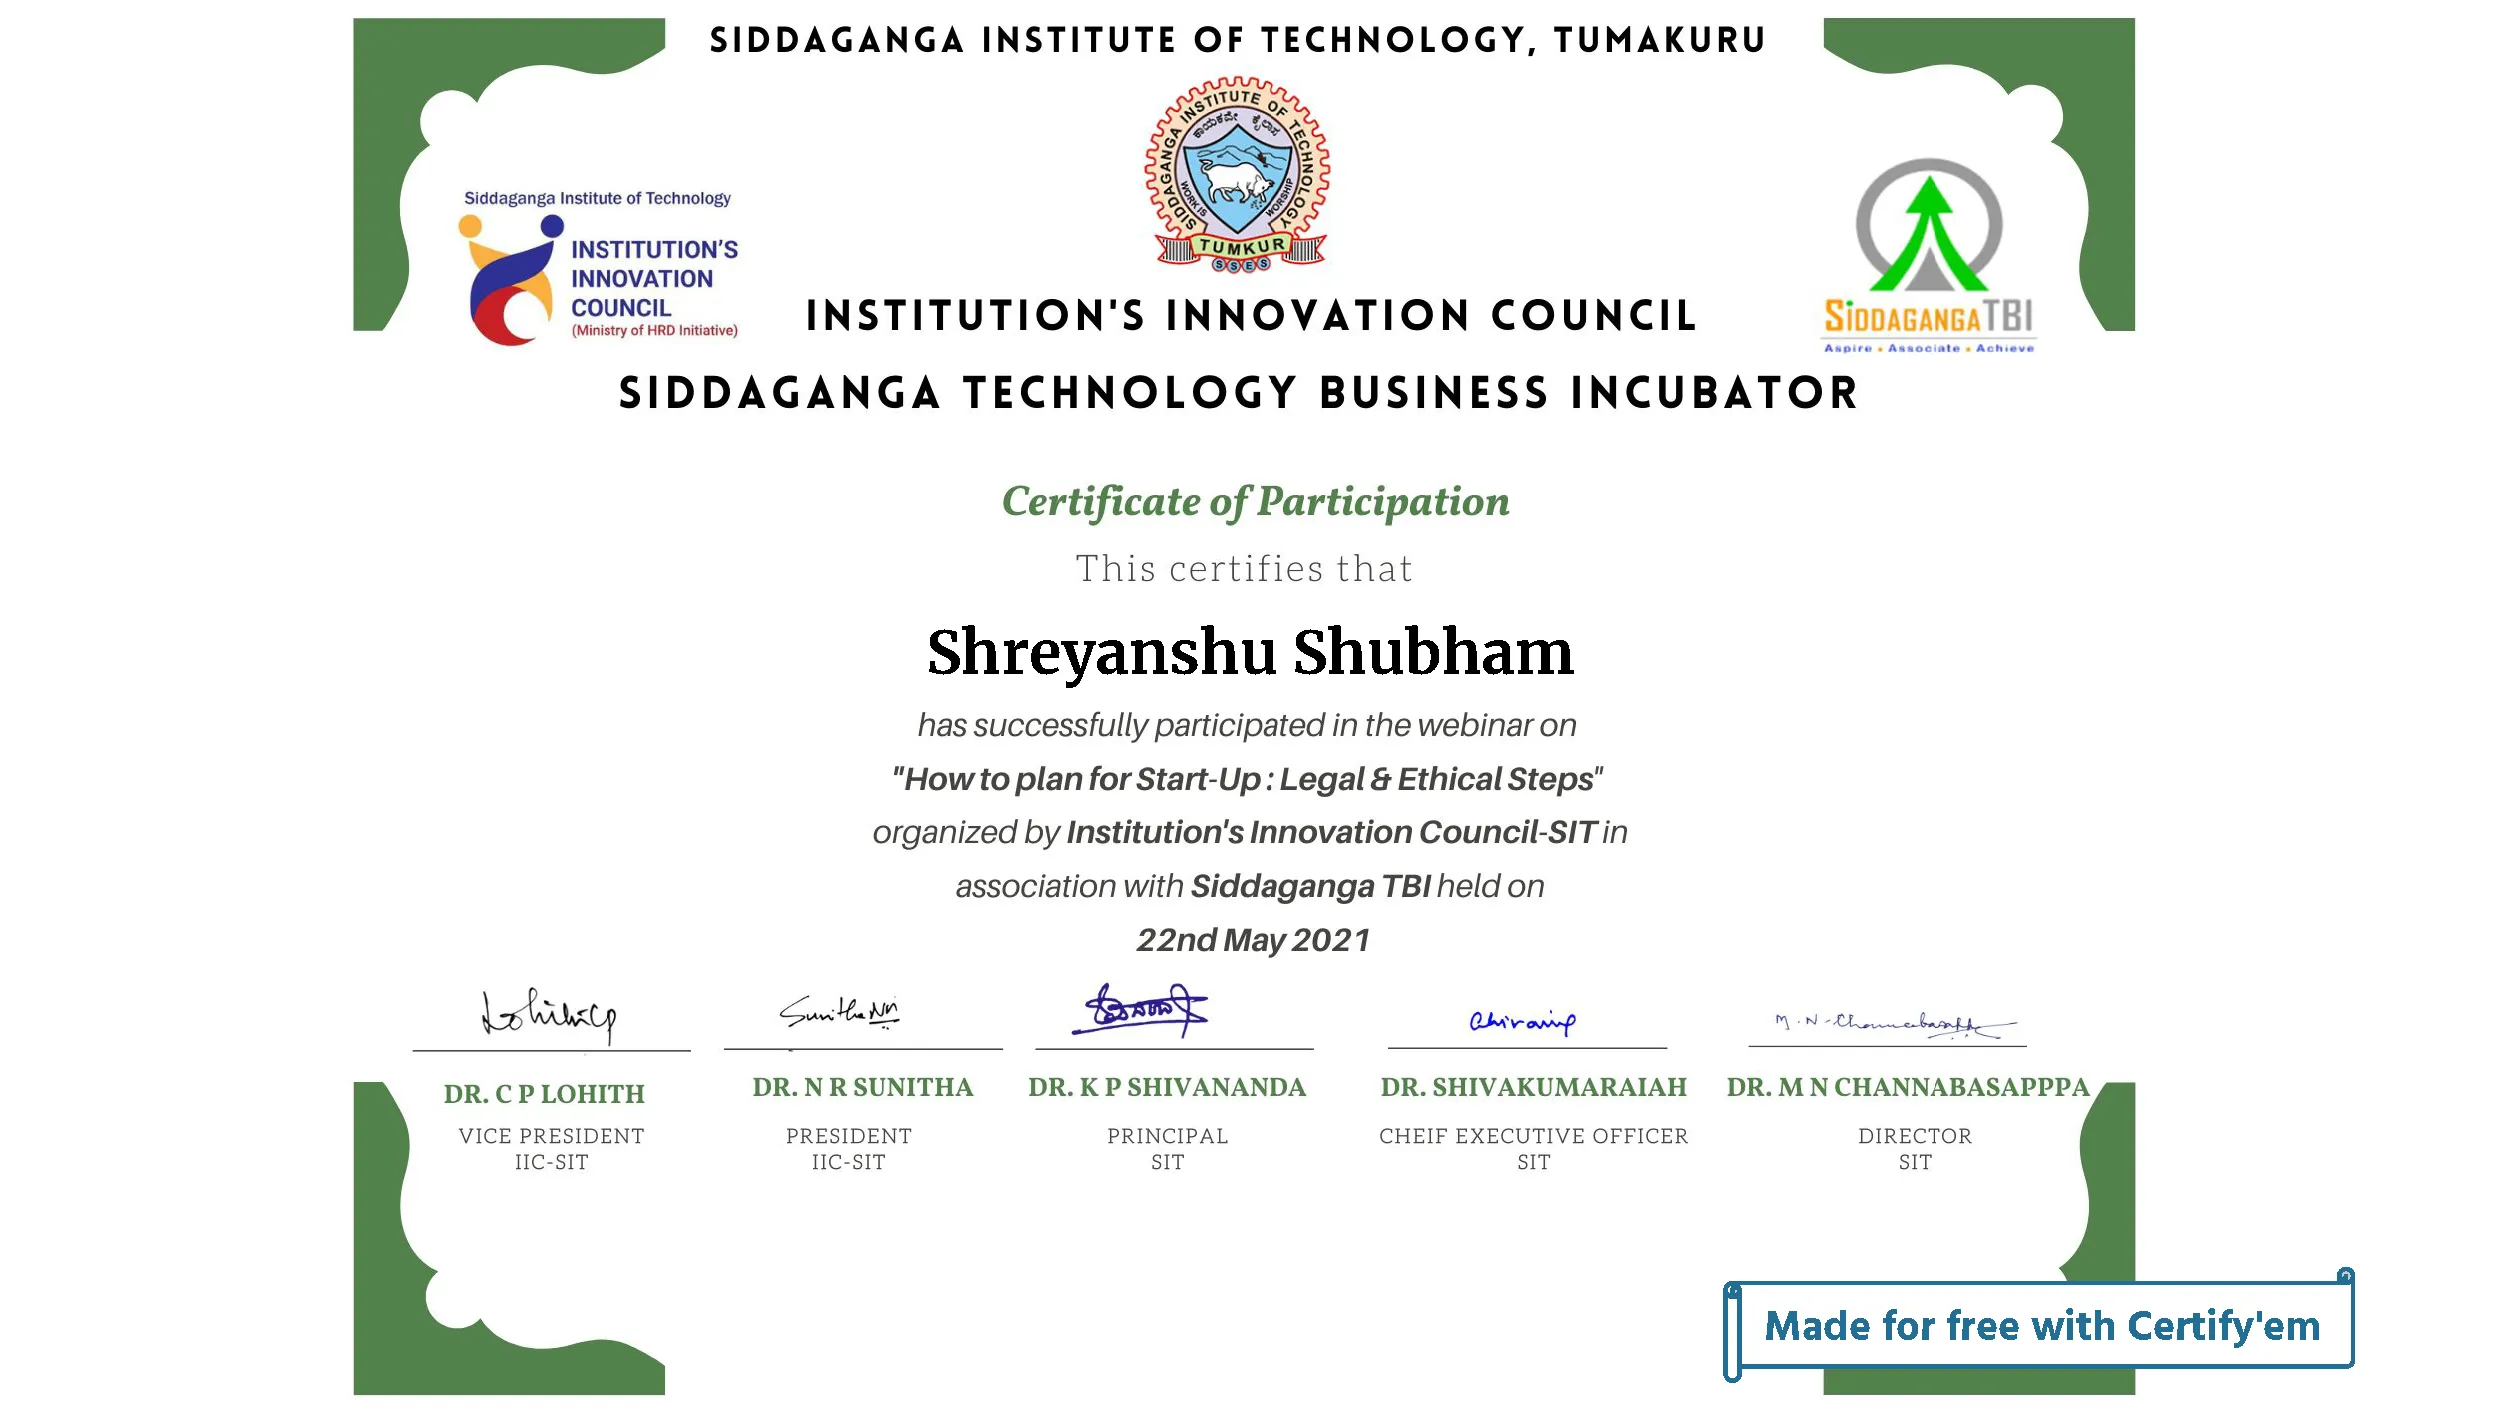 SIDDAGANGA INSTITUTE OF TECHNOLOGY, TUMAKURU
SIDDAGANGA INSTITUTE OF TECHNOLOGY
ಕಾಯಕವೇ ಕೈಲಾಸ
WORK IS WORSHIP
TUMKUR
SSES
Siddaganga Institute of Technology
INSTITUTION'S
INNOVATION
COUNCIL
(Ministry of HRD Initiative)
SIDDAGANGA TBI
Aspire • Associate • Achieve
INSTITUTION'S INNOVATION COUNCIL
SIDDAGANGA TECHNOLOGY BUSINESS INCUBATOR
Certificate of Participation
This certifies that
Shreyanshu Shubham
has successfully participated in the webinar on
"How to plan for Start-Up : Legal & Ethical Steps"
organized by Institution's Innovation Council-SIT in
association with Siddaganga TBI held on
22nd May 2021
Lohithcp
Sunitha NR
M.N-Channabasappa
DR. C P LOHITH
VICE PRESIDENT
IIC-SIT
DR. N R SUNITHA
PRESIDENT
IIC-SIT
DR. K P SHIVANANDA
PRINCIPAL
SIT
DR. SHIVAKUMARAIAH
CHEIF EXECUTIVE OFFICER
SIT
DR. M N CHANNABASAPPPA
DIRECTOR
SIT
Made for free with Certify'em